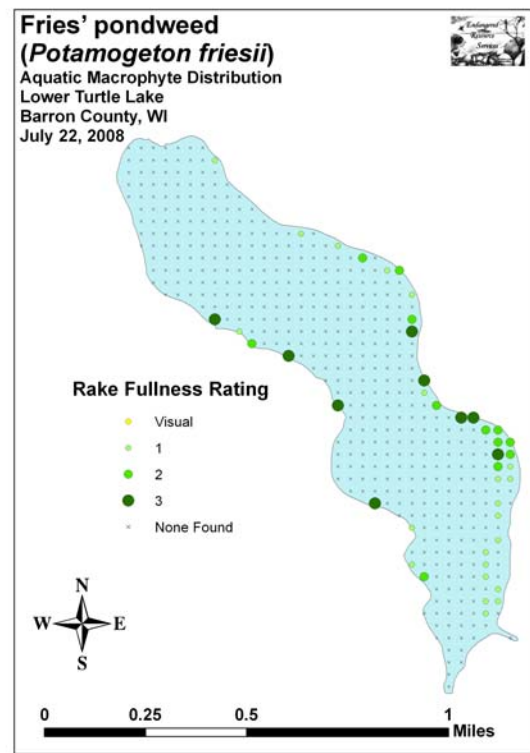 Fries' pondweed
(Potamogeton friesii)
Aquatic Macrophyte Distribution
Lower Turtle Lake
Barron County, WI
July 22, 2008
Endangered
Resource
Services
Rake Fullness Rating
Visual
1
2
3
None Found
N
W E
S
0 0.25 0.5 1
Miles